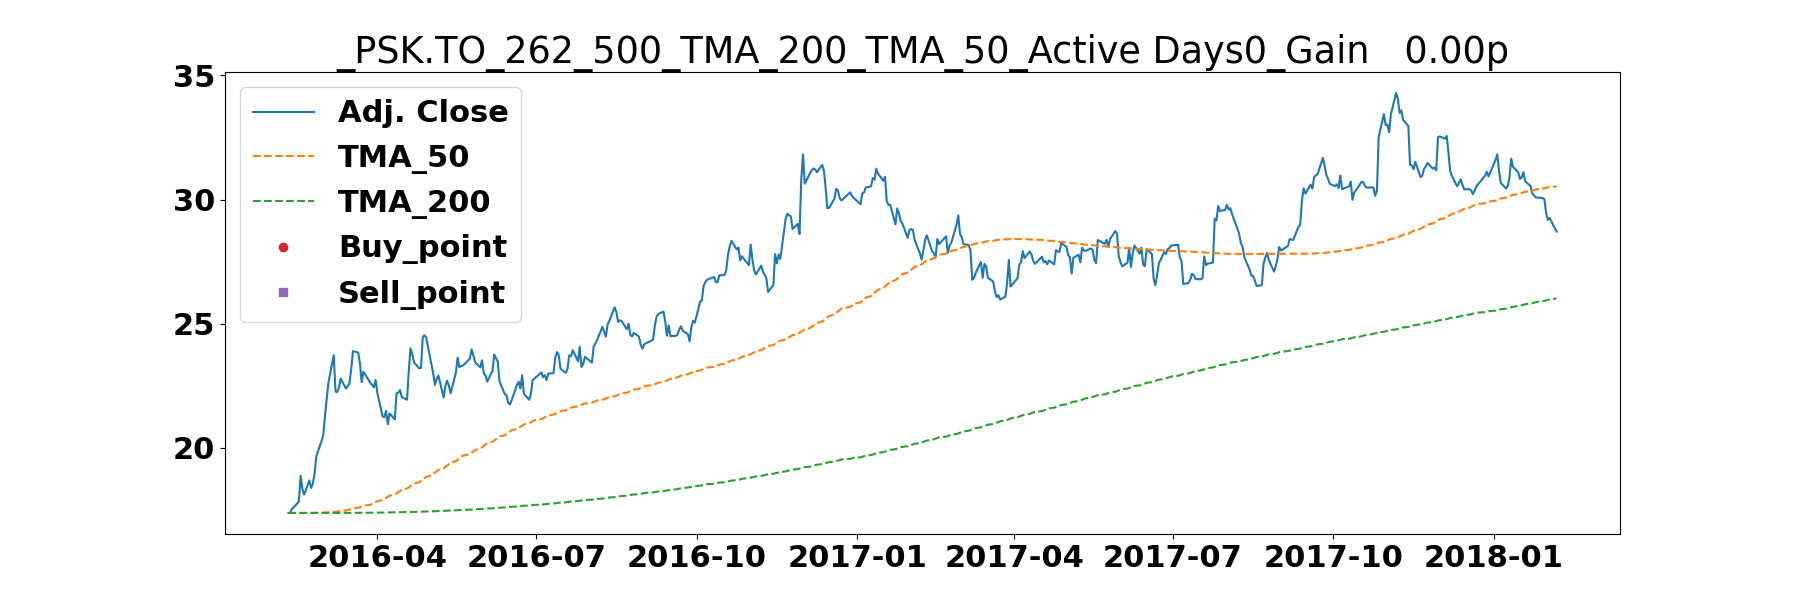 _PSK.TO_262_500_TMA_200_TMA_50_Active Days0_Gain   0.00p
35
30
25
20
Adj. Close
TMA_50
TMA_200
Buy_point
Sell_point
2016-04 2016-07 2016-10 2017-01 2017-04 2017-07 2017-10 2018-01